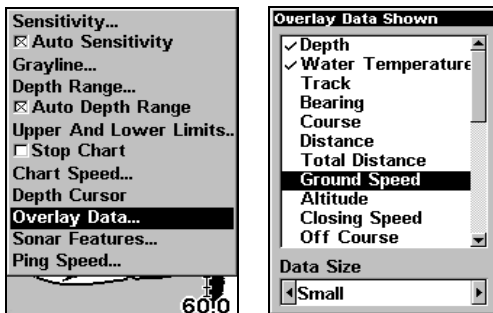 Sensitivity...
Auto Sensitivity
Grayline...
Depth Range...
Auto Depth Range
Upper And Lower Limits..
Stop Chart
Chart Speed...
Depth Cursor
Overlay Data...
Sonar Features...
Ping Speed...
60.0
Overlay Data Shown
Depth
Water Temperature
Track
Bearing
Course
Distance
Total Distance
Ground Speed
Altitude
Closing Speed
Off Course
Data Size
Small